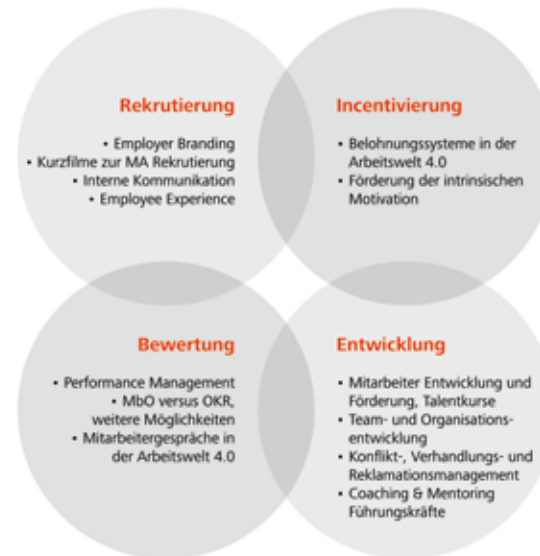 Rekrutierung
• Employer Branding
• Kurzfilme zur MA Rekrutierung
• Interne Kommunikation
• Employee Experience
Incentivierung
• Belohnungssysteme in der
Arbeitswelt 4.0
• Förderung der intrinsischen
Motivation
Bewertung
• Performance Management
• MbO versus OKR,
weitere Möglichkeiten
• Mitarbeitergespräche in
der Arbeitswelt 4.0
Entwicklung
• Mitarbeiter Entwicklung und
Förderung, Talentkurse
• Team- und Organisations-
entwicklung
• Konflikt-, Verhandlungs- und
Reklamationsmanagement
• Coaching & Mentoring
Führungskräfte